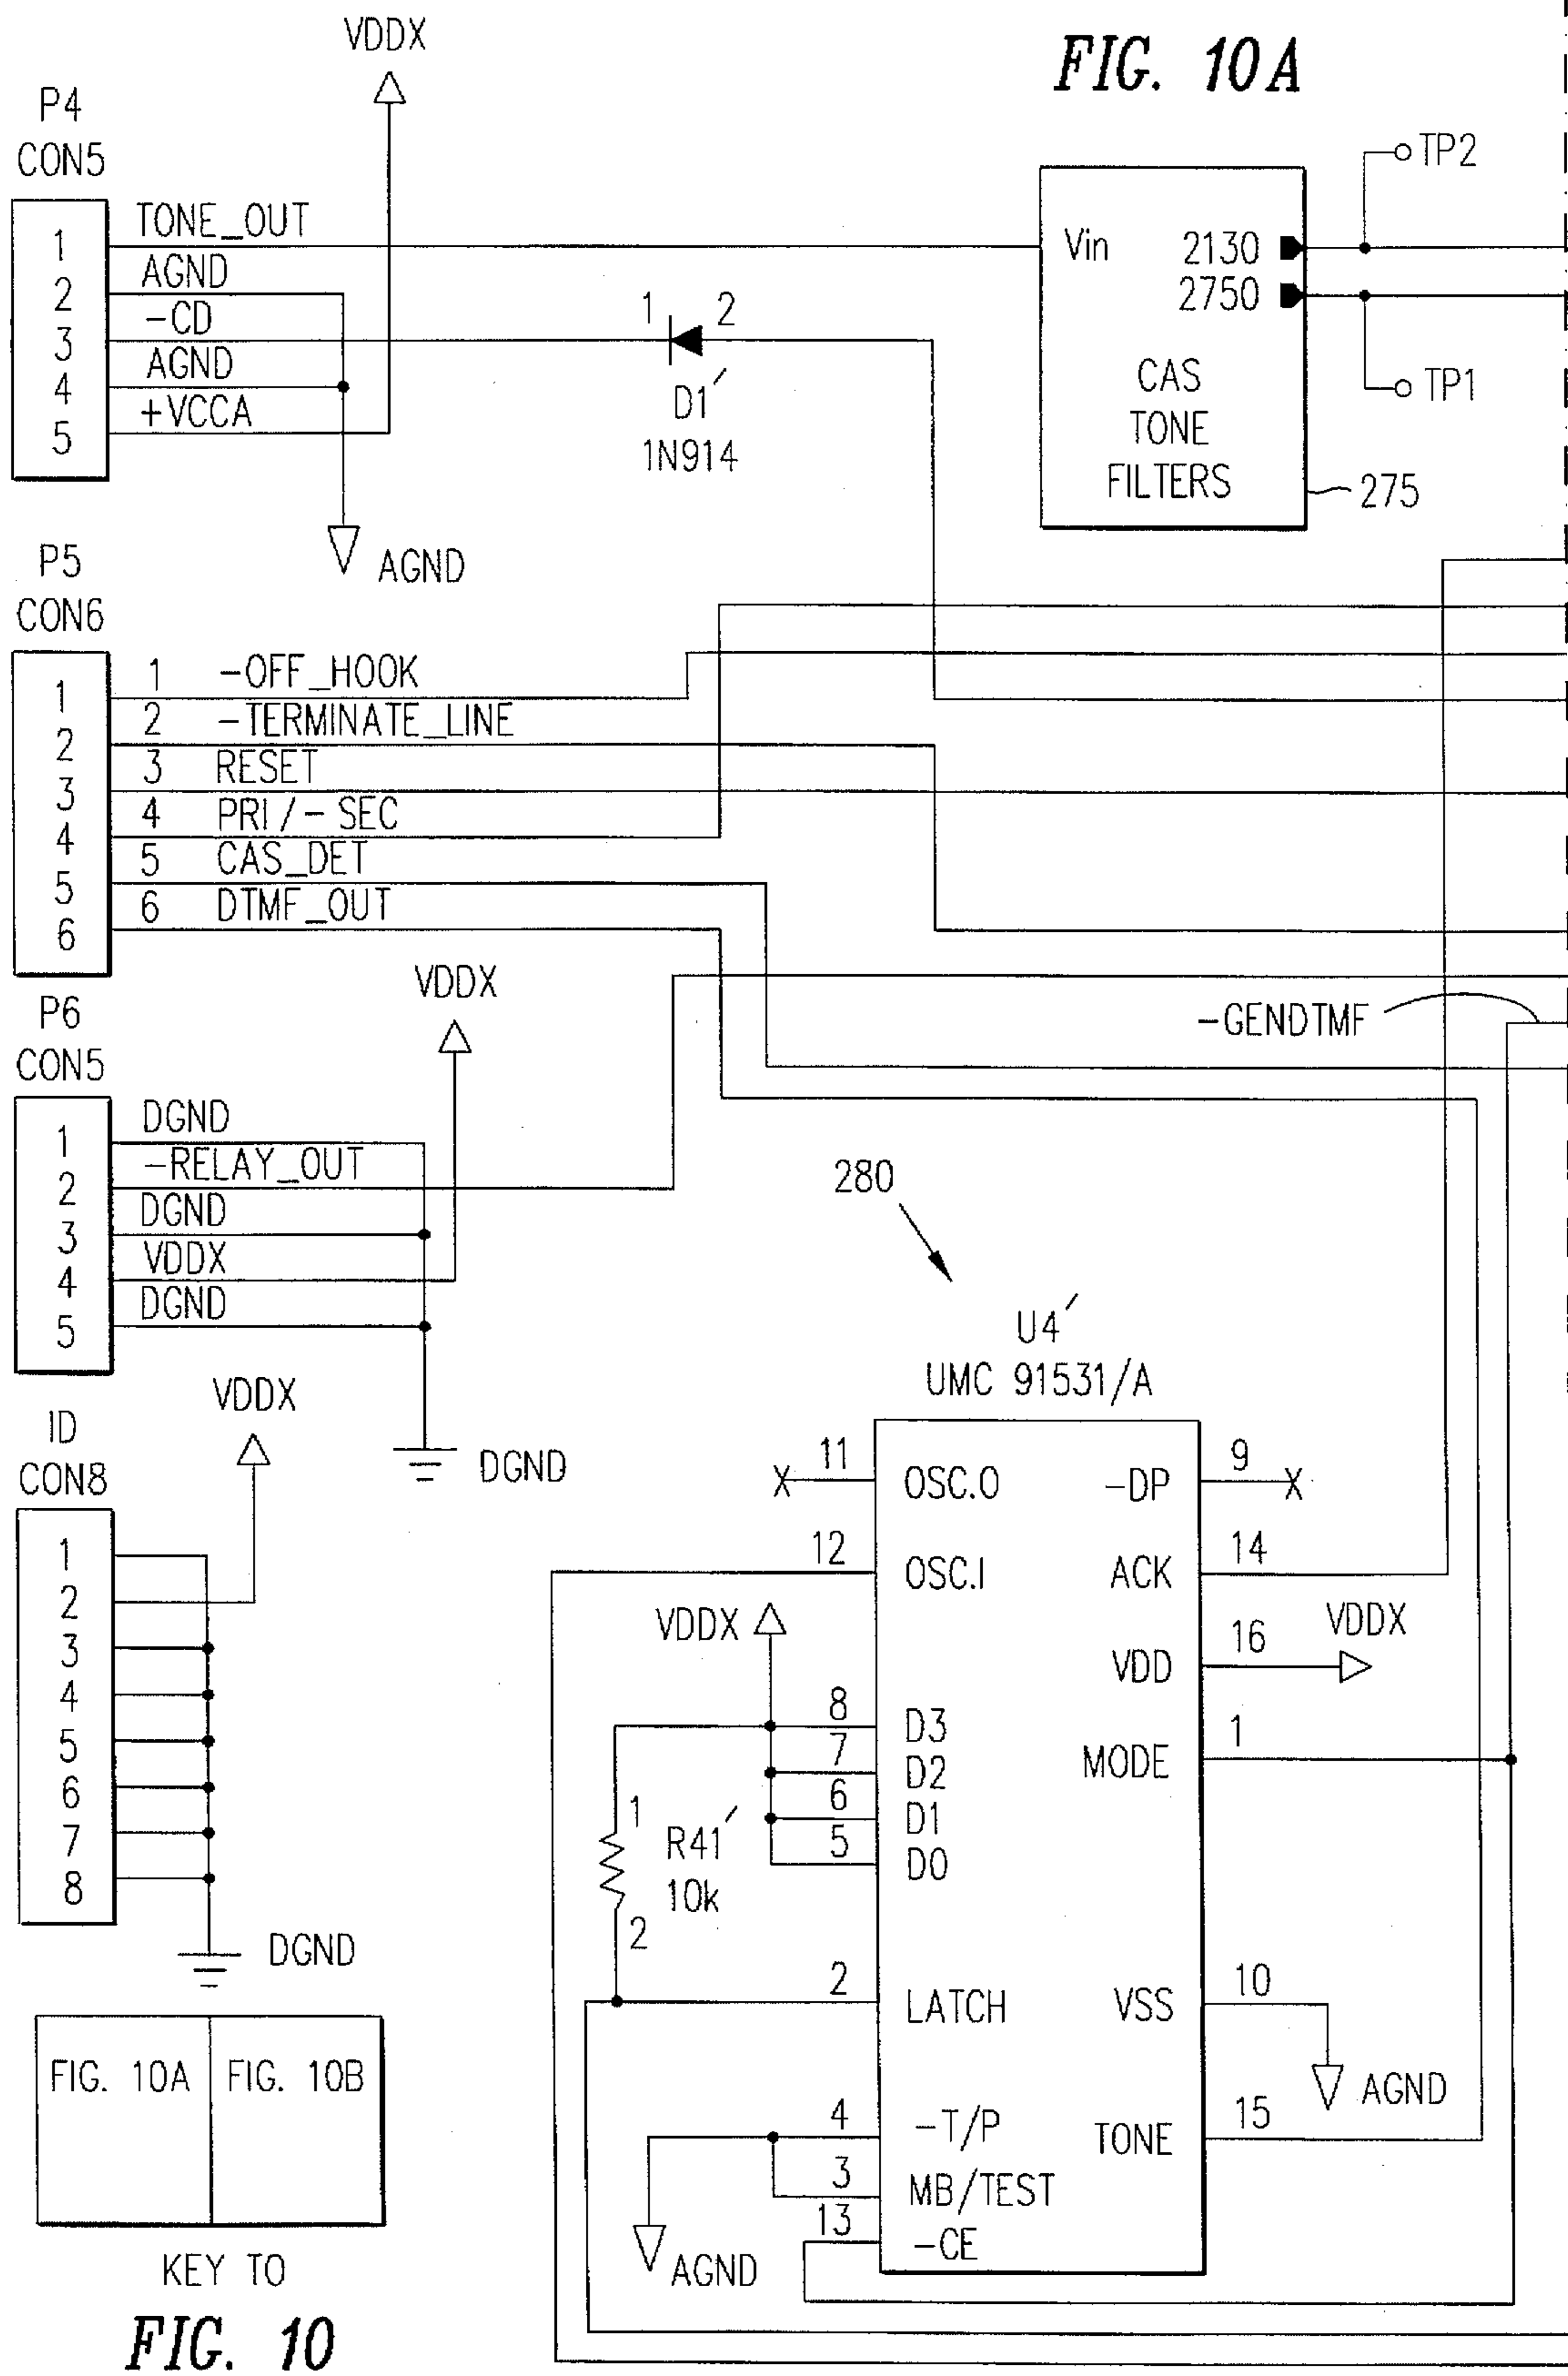 FIG. 10A
VDDX
P4
CON5
1 TONE_OUT
2 AGND
3 -CD
4 AGND
5 +VCCA
AGND
1 2
D1'
1N914
Vin 2130
2750
CAS
TONE
FILTERS
275
TP2
TP1
P5
CON6
1 1 -OFF_HOOK
2 2 -TERMINATE_LINE
3 3 RESET
4 4 PRI/-SEC
5 5 CAS_DET
6 6 DTMF_OUT
-GENDTMF
VDDX
P6
CON5
1 DGND
2 -RELAY_OUT
3 DGND
4 VDDX
5 DGND
DGND
VDDX
ID
CON8
1
2
3
4
5
6
7
8
DGND
280
U4'
UMC 91531/A
X 11 OSC.O
12 OSC.I
VDDX
8 D3
7 D2
6 D1
5 D0
1
R41'
10k
2
2 LATCH
4 -T/P
3 MB/TEST
13 -CE
AGND
-DP 9 X
ACK 14
VDD 16 VDDX
MODE 1
VSS 10
AGND
TONE 15
FIG. 10A FIG. 10B
KEY TO
FIG. 10